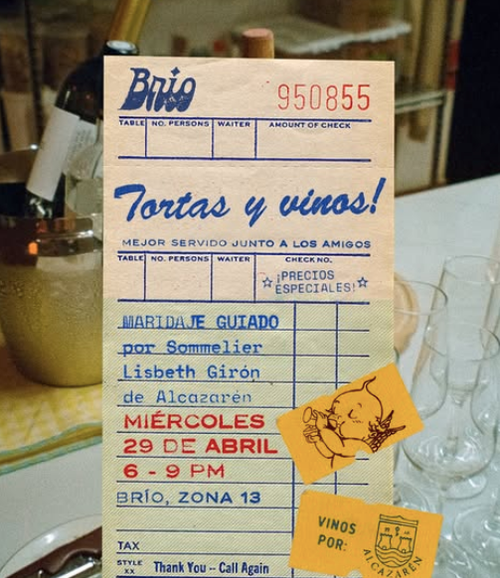 Brío
950855
TABLE NO. PERSONS WAITER AMOUNT OF CHECK
Tortas y vinos!
MEJOR SERVIDO JUNTO A LOS AMIGOS
TABLE NO. PERSONS WAITER CHECK NO.
¡PRECIOS
ESPECIALES!
MARIDAJE GUIADO
por Sommelier
Lisbeth Girón
de Alcazarén
MIÉRCOLES
29 DE ABRIL
6 - 9 PM
BRÍO, ZONA 13
VINOS
POR:
ALCAZARÉN
TAX
STYLE
XX
Thank You -- Call Again